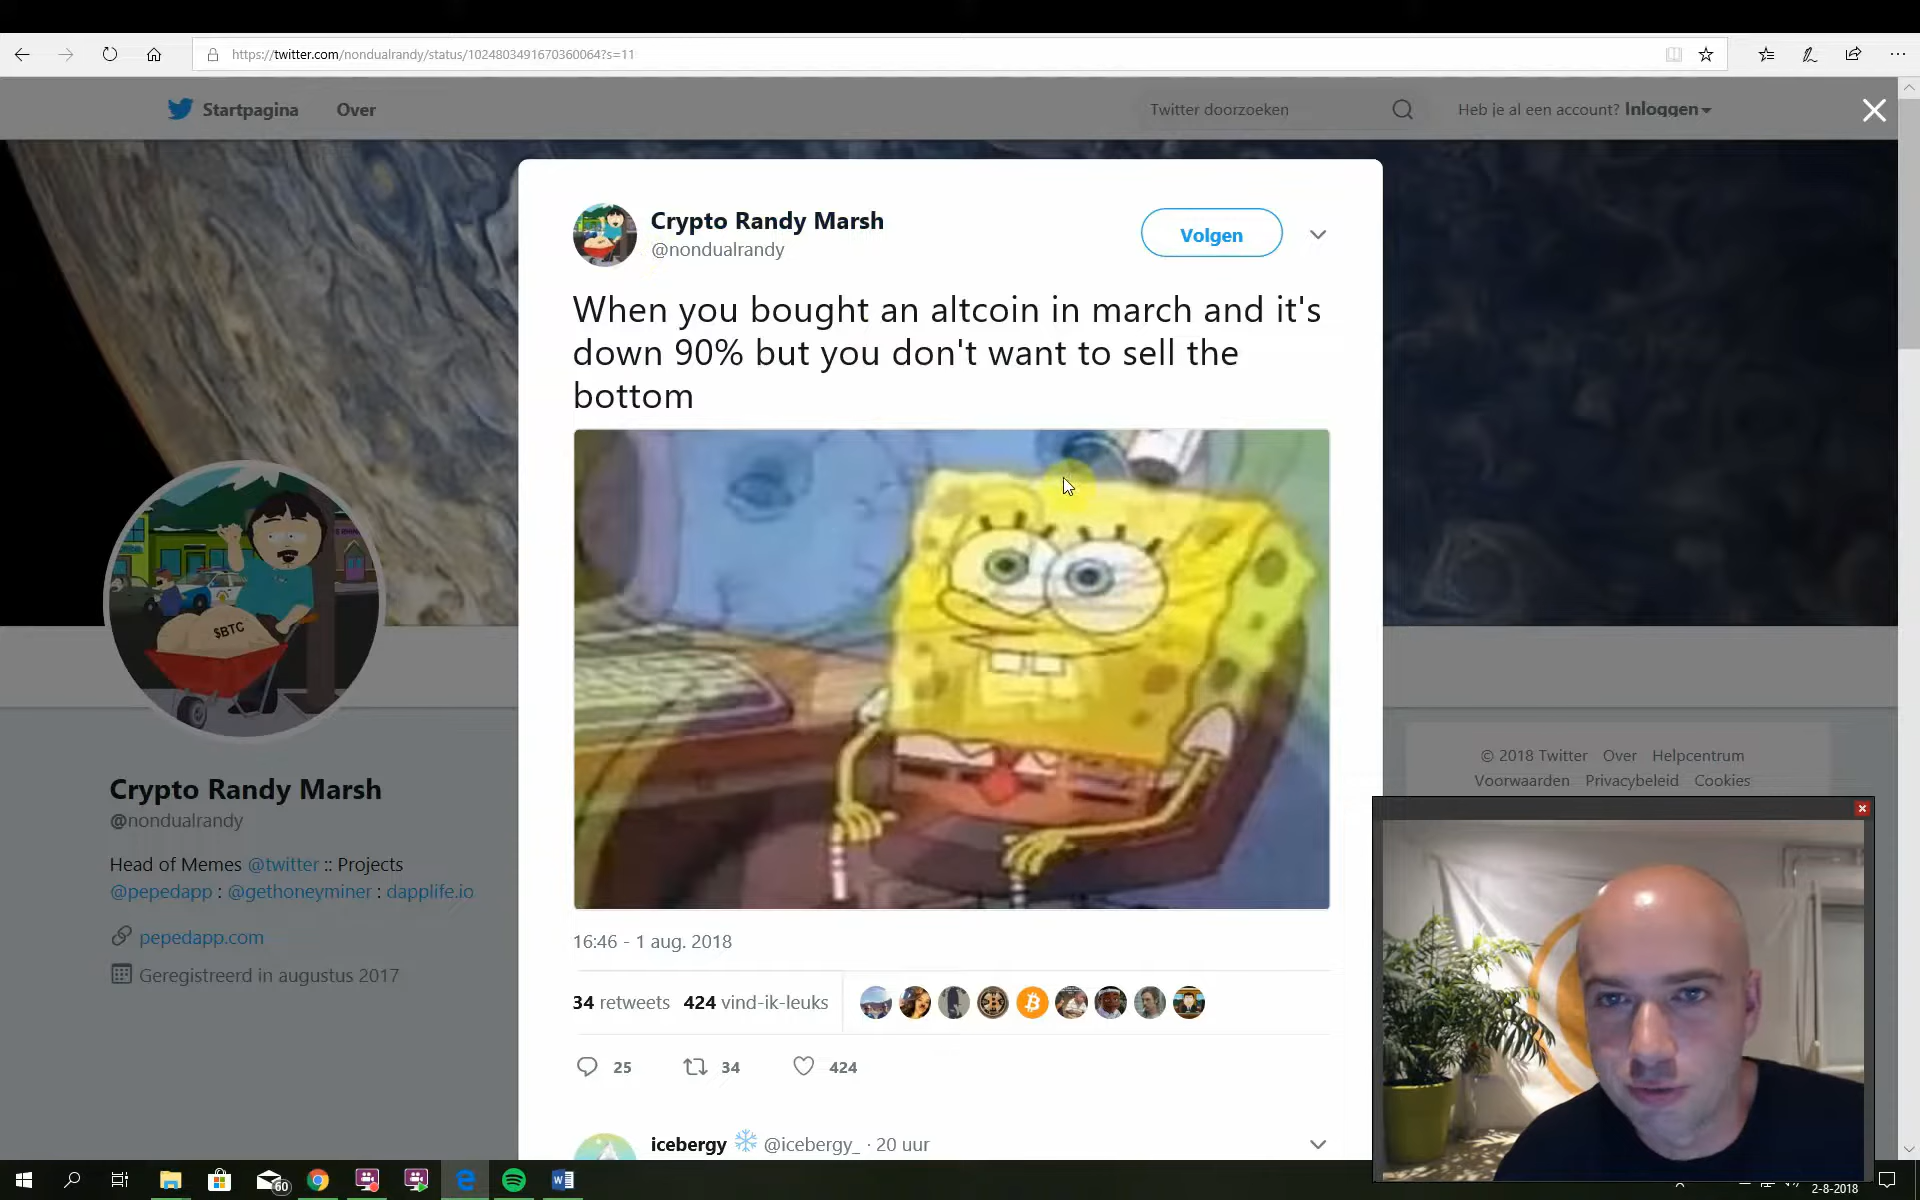 https://twitter.com/nondualrandy/status/1024803491670360064?s=11
Startpagina
Over
Twitter doorzoeken
Heb je al een account? Inloggen
Crypto Randy Marsh
@nondualrandy
Volgen
When you bought an altcoin in march and it's
down 90% but you don't want to sell the
bottom
$BTC
Crypto Randy Marsh
@nondualrandy
Head of Memes @twitter :: Projects
@pepedapp : @gethoneyminer : dapplife.io
pepedapp.com
Geregistreerd in augustus 2017
16:46 - 1 aug. 2018
34 retweets 424 vind-ik-leuks
25 34 424
icebergy @icebergy_ · 20 uur
© 2018 Twitter Over Helpcentrum
Voorwaarden Privacybeleid Cookies
60
2-8-2018